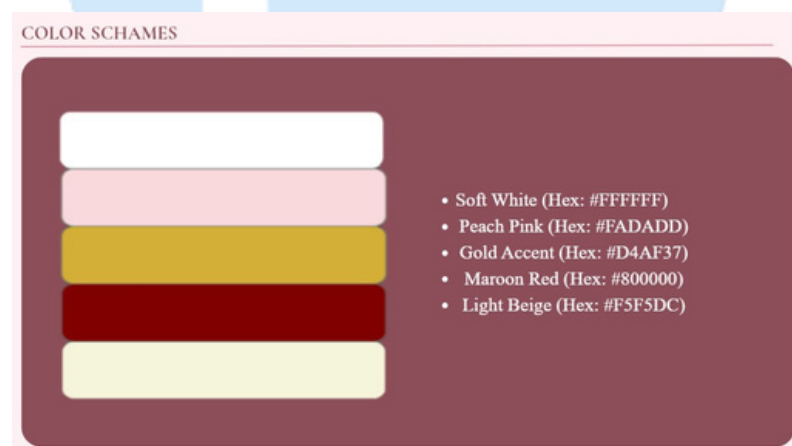 COLOR SCHAMES
• Soft White (Hex: #FFFFFF)
• Peach Pink (Hex: #FADADD)
• Gold Accent (Hex: #D4AF37)
• Maroon Red (Hex: #800000)
• Light Beige (Hex: #F5F5DC)